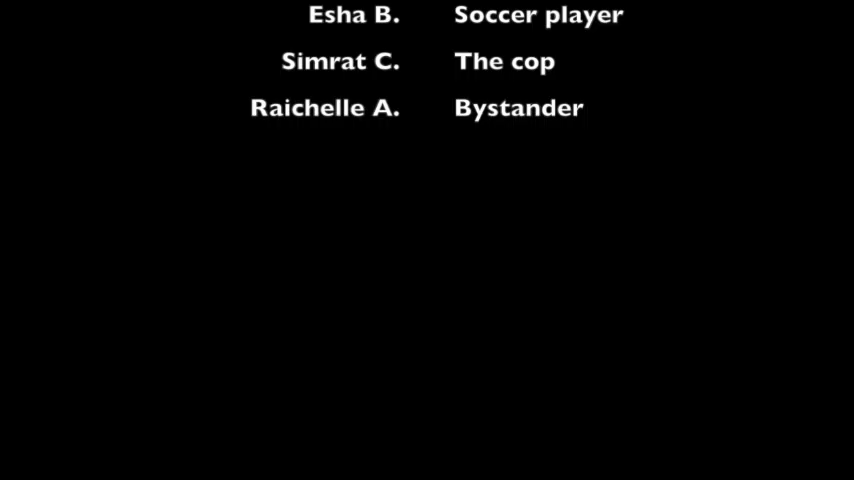 Esha B. Soccer player
Simrat C. The cop
Raichelle A. Bystander